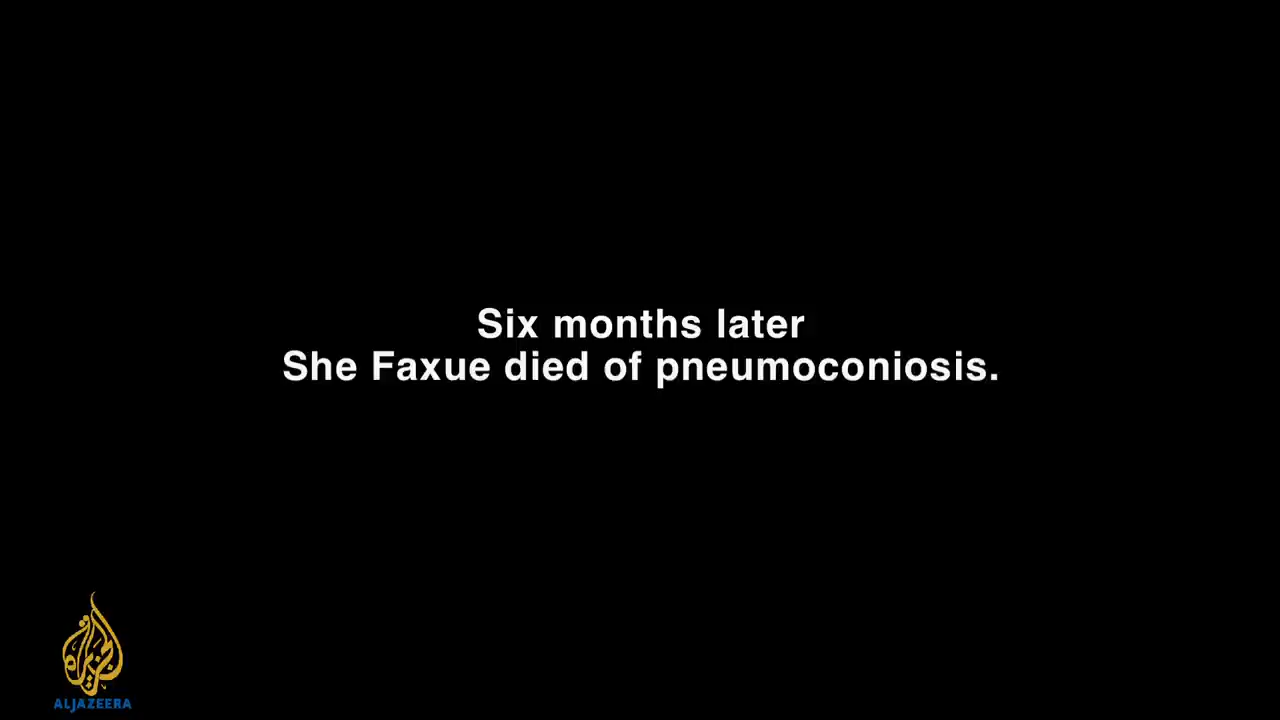 Six months later
She Faxue died of pneumoconiosis.
ALJAZEERA